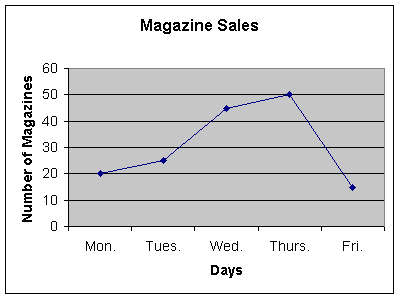 Magazine Sales
Number of Magazines
60
50
40
30
20
10
0
Mon. Tues. Wed. Thurs. Fri.
Days